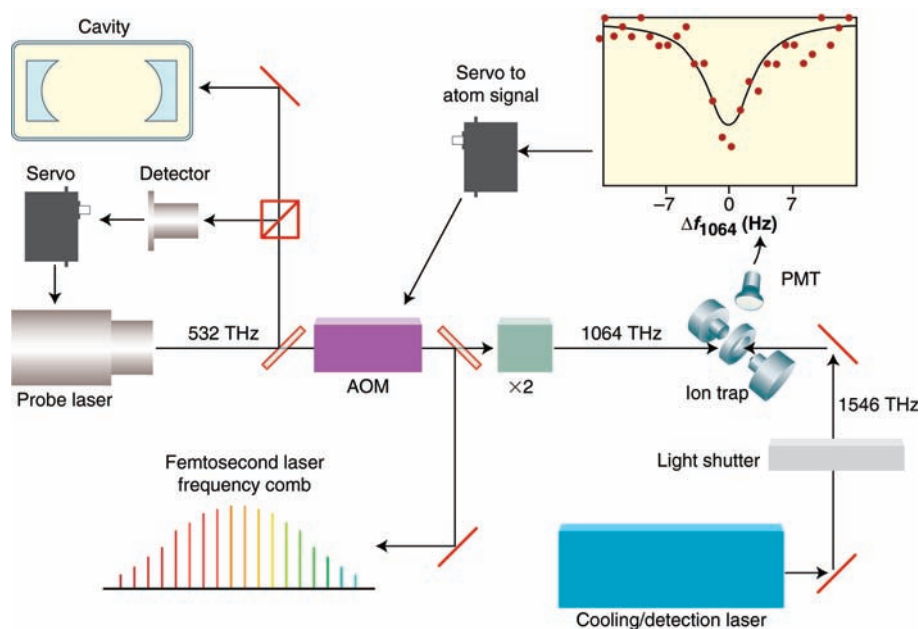 Cavity
Servo to
atom signal
Servo
Detector
–7 0 7
Δf1064 (Hz)
PMT
532 THz
1064 THz
Probe laser
AOM
×2
Ion trap
1546 THz
Light shutter
Femtosecond laser
frequency comb
Cooling/detection laser